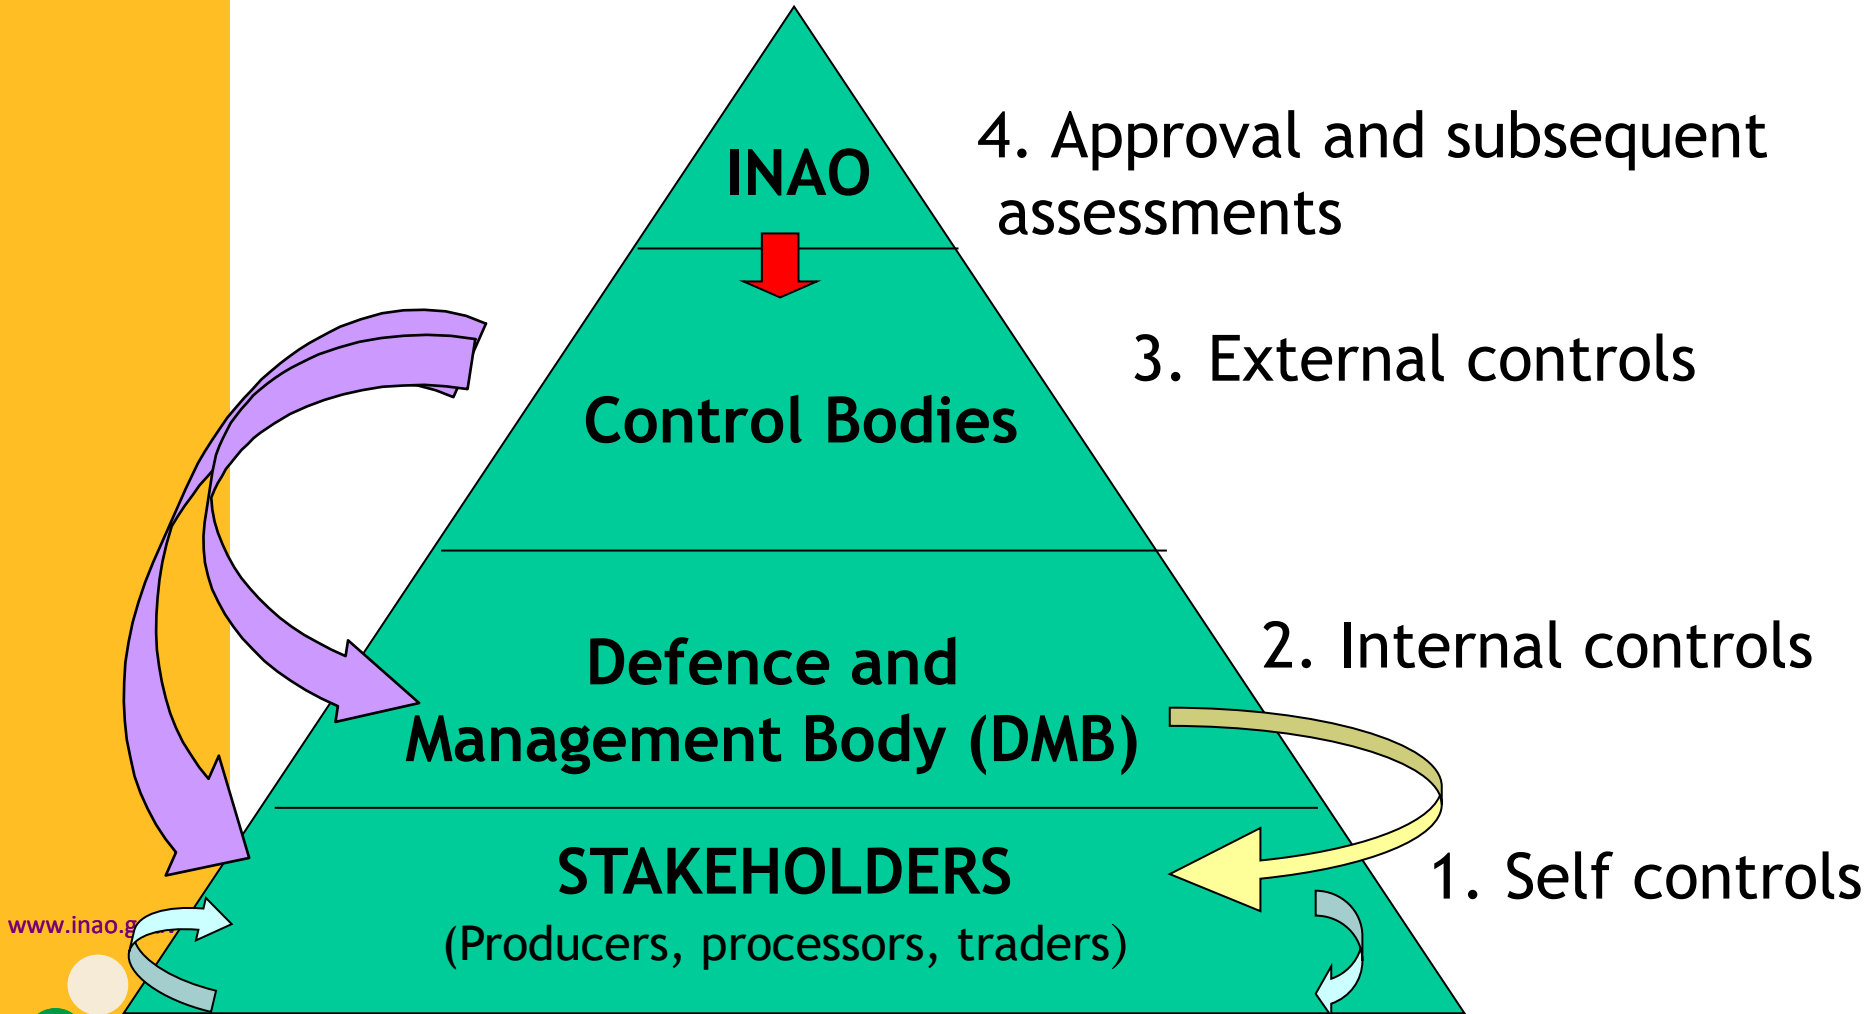 INAO
4. Approval and subsequent
assessments
3. External controls
Control Bodies
2. Internal controls
Defence and
Management Body (DMB)
STAKEHOLDERS
1. Self controls
(Producers, processors, traders)